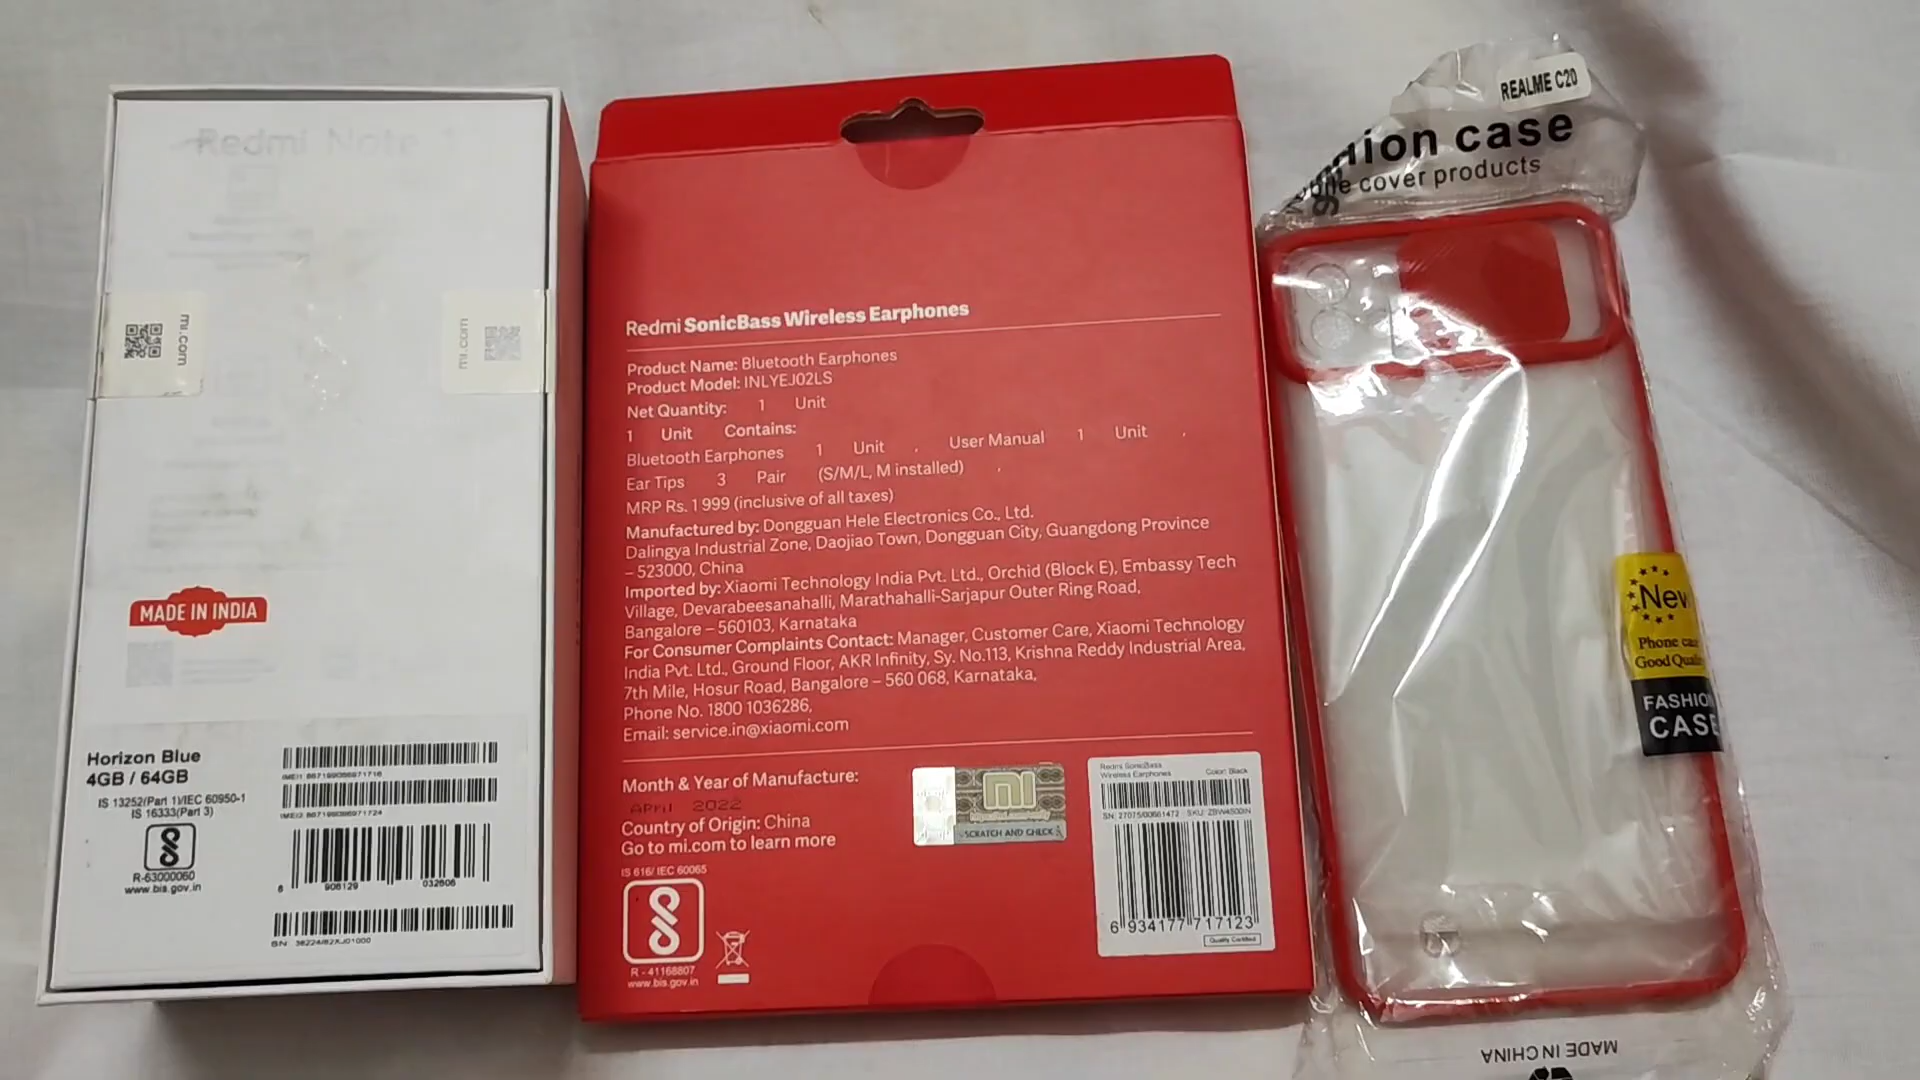 Redmi Note
mi.com
mi.com
MADE IN INDIA
Horizon Blue
4GB / 64GB
IS 13252(Part 1)/IEC 60950-1
IS 16333(Part 3)
R-63000060
www.bis.gov.in
6 906129 032606
Redmi SonicBass Wireless Earphones
Product Name: Bluetooth Earphones
Product Model: INLYEJ02LS
Net Quantity: 1 Unit
1 Unit Contains:
Bluetooth Earphones 1 Unit , User Manual 1 Unit ,
Ear Tips 3 Pair (S/M/L, M installed) ,
MRP Rs. 1 999 (inclusive of all taxes)
Manufactured by: Dongguan Hele Electronics Co., Ltd.
Dalingya Industrial Zone, Daojiao Town, Dongguan City, Guangdong Province
– 523000, China
Imported by: Xiaomi Technology India Pvt. Ltd., Orchid (Block E), Embassy Tech
Village, Devarabeesanahalli, Marathahalli-Sarjapur Outer Ring Road,
Bangalore – 560103, Karnataka
For Consumer Complaints Contact: Manager, Customer Care, Xiaomi Technology
India Pvt. Ltd., Ground Floor, AKR Infinity, Sy. No.113, Krishna Reddy Industrial Area,
7th Mile, Hosur Road, Bangalore – 560 068, Karnataka,
Phone No. 1800 1036286,
Email: service.in@xiaomi.com
Month & Year of Manufacture:
April 2022
Country of Origin: China
Go to mi.com to learn more
IS 616/ IEC 60065
R - 41168807
www.bis.gov.in
MI
SCRATCH AND CHECK
Redmi SonicBass
Wireless Earphones Color: Black
6 934177 717123
Quality Certified
REALME C20
case
cover products
New
Phone
Good
FASHION
CASE
MADE IN CHINA